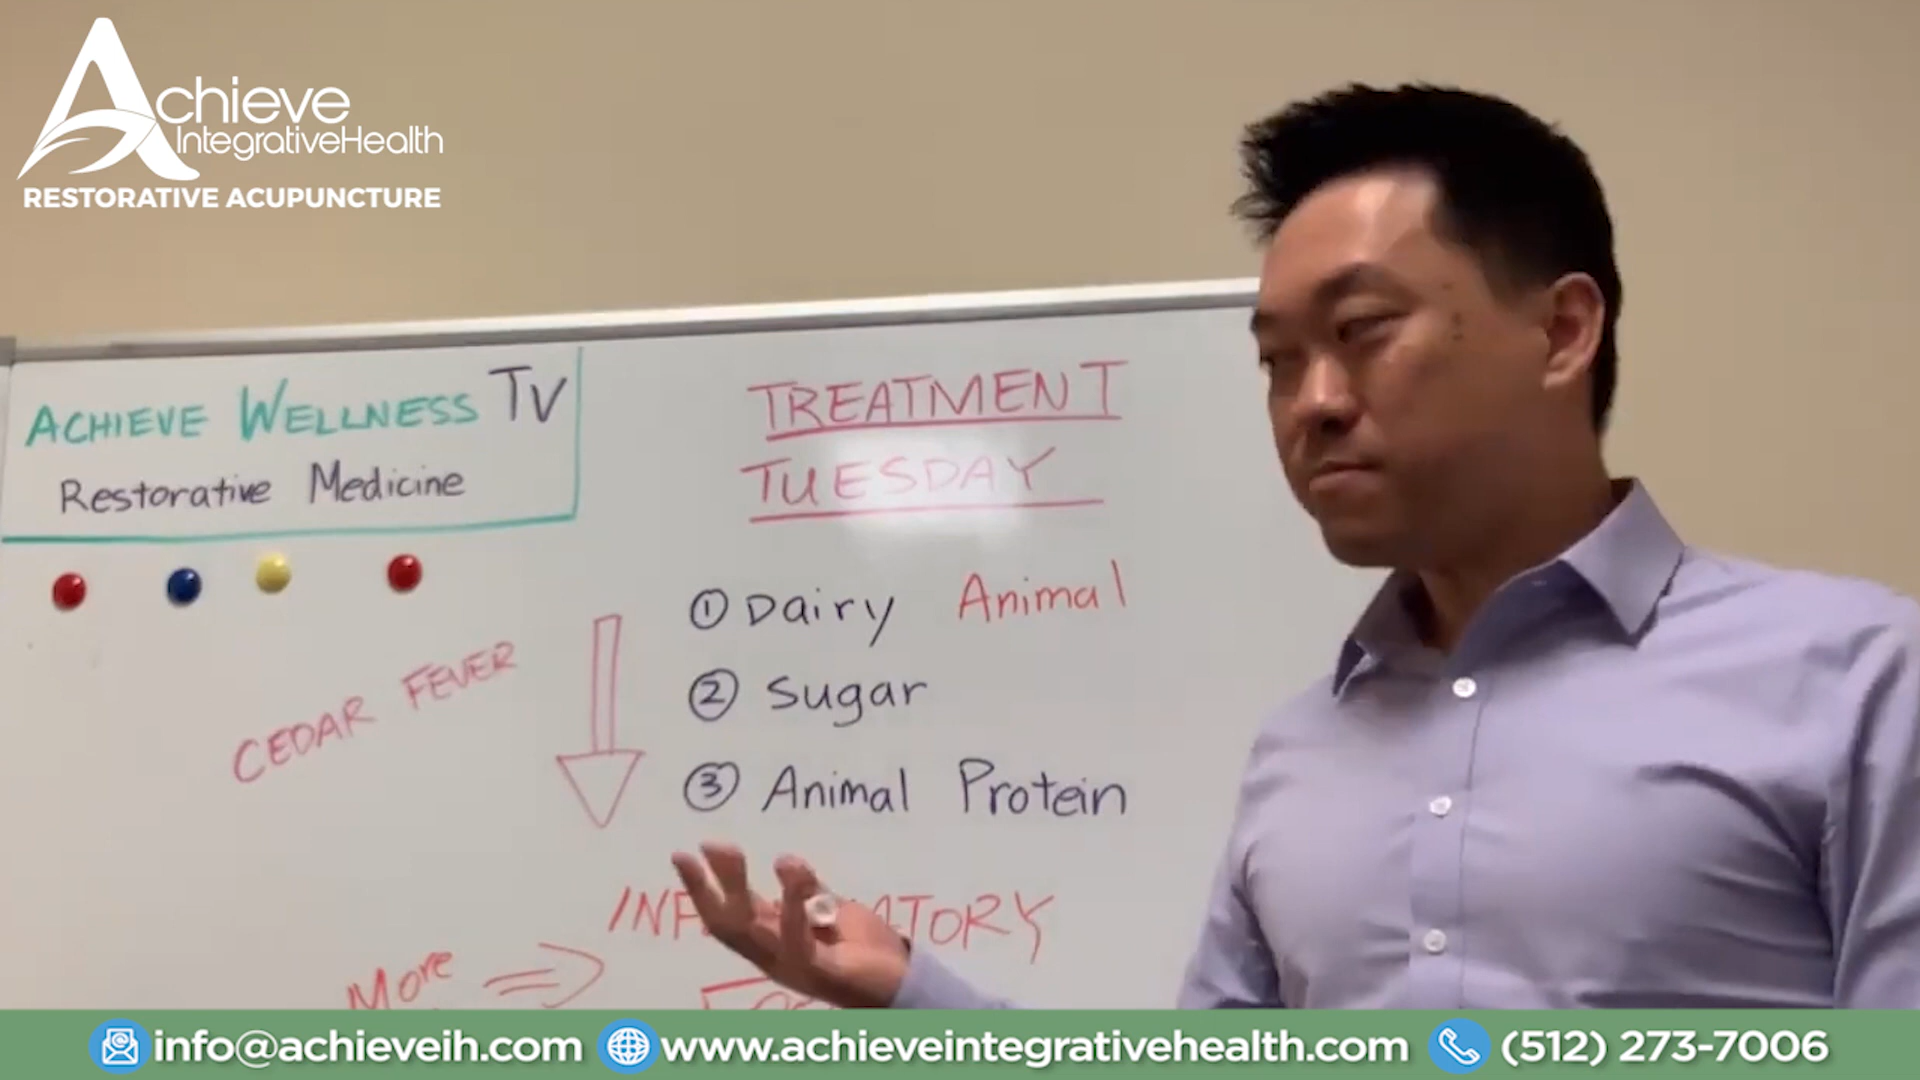 Achieve
IntegrativeHealth
RESTORATIVE ACUPUNCTURE
ACHIEVE WELLNESS TV
Restorative Medicine
TREATMENT
TUESDAY
① Dairy Animal
② Sugar
③ Animal Protein
CEDAR FEVER
More
info@achieveih.com www.achieveintegrativehealth.com (512) 273-7006